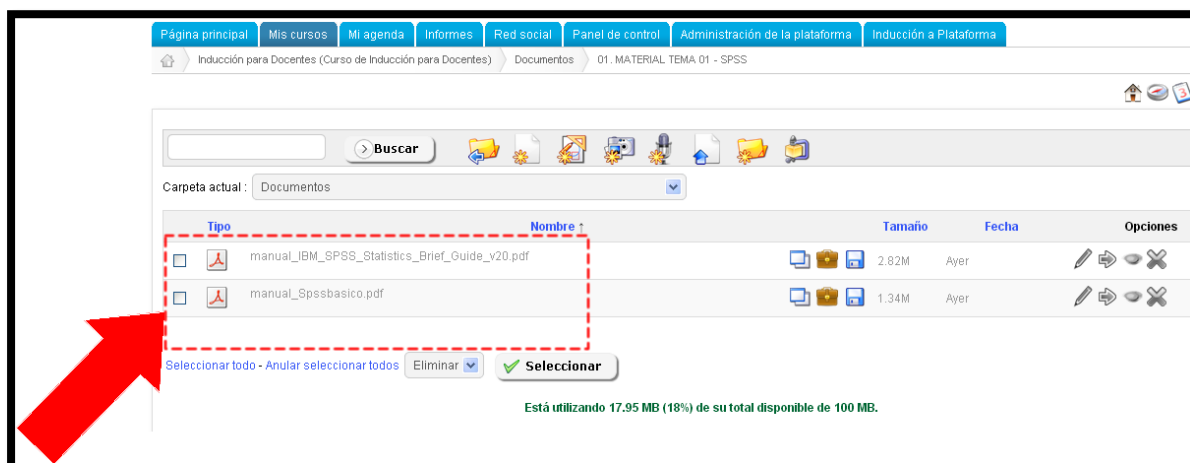 Página principal Mis cursos Mi agenda Informes Red social Panel de control Administración de la plataforma Inducción a Plataforma
Inducción para Docentes (Curso de Inducción para Docentes) Documentos 01. MATERIAL TEMA 01 - SPSS
3
Buscar
Carpeta actual : Documentos
Tipo Nombre ↑ Tamaño Fecha Opciones
manual_IBM_SPSS_Statistics_Brief_Guide_v20.pdf 2.82M Ayer
manual_Spssbasico.pdf 1.34M Ayer
Seleccionar todo - Anular seleccionar todos Eliminar Seleccionar
Está utilizando 17.95 MB (18%) de su total disponible de 100 MB.